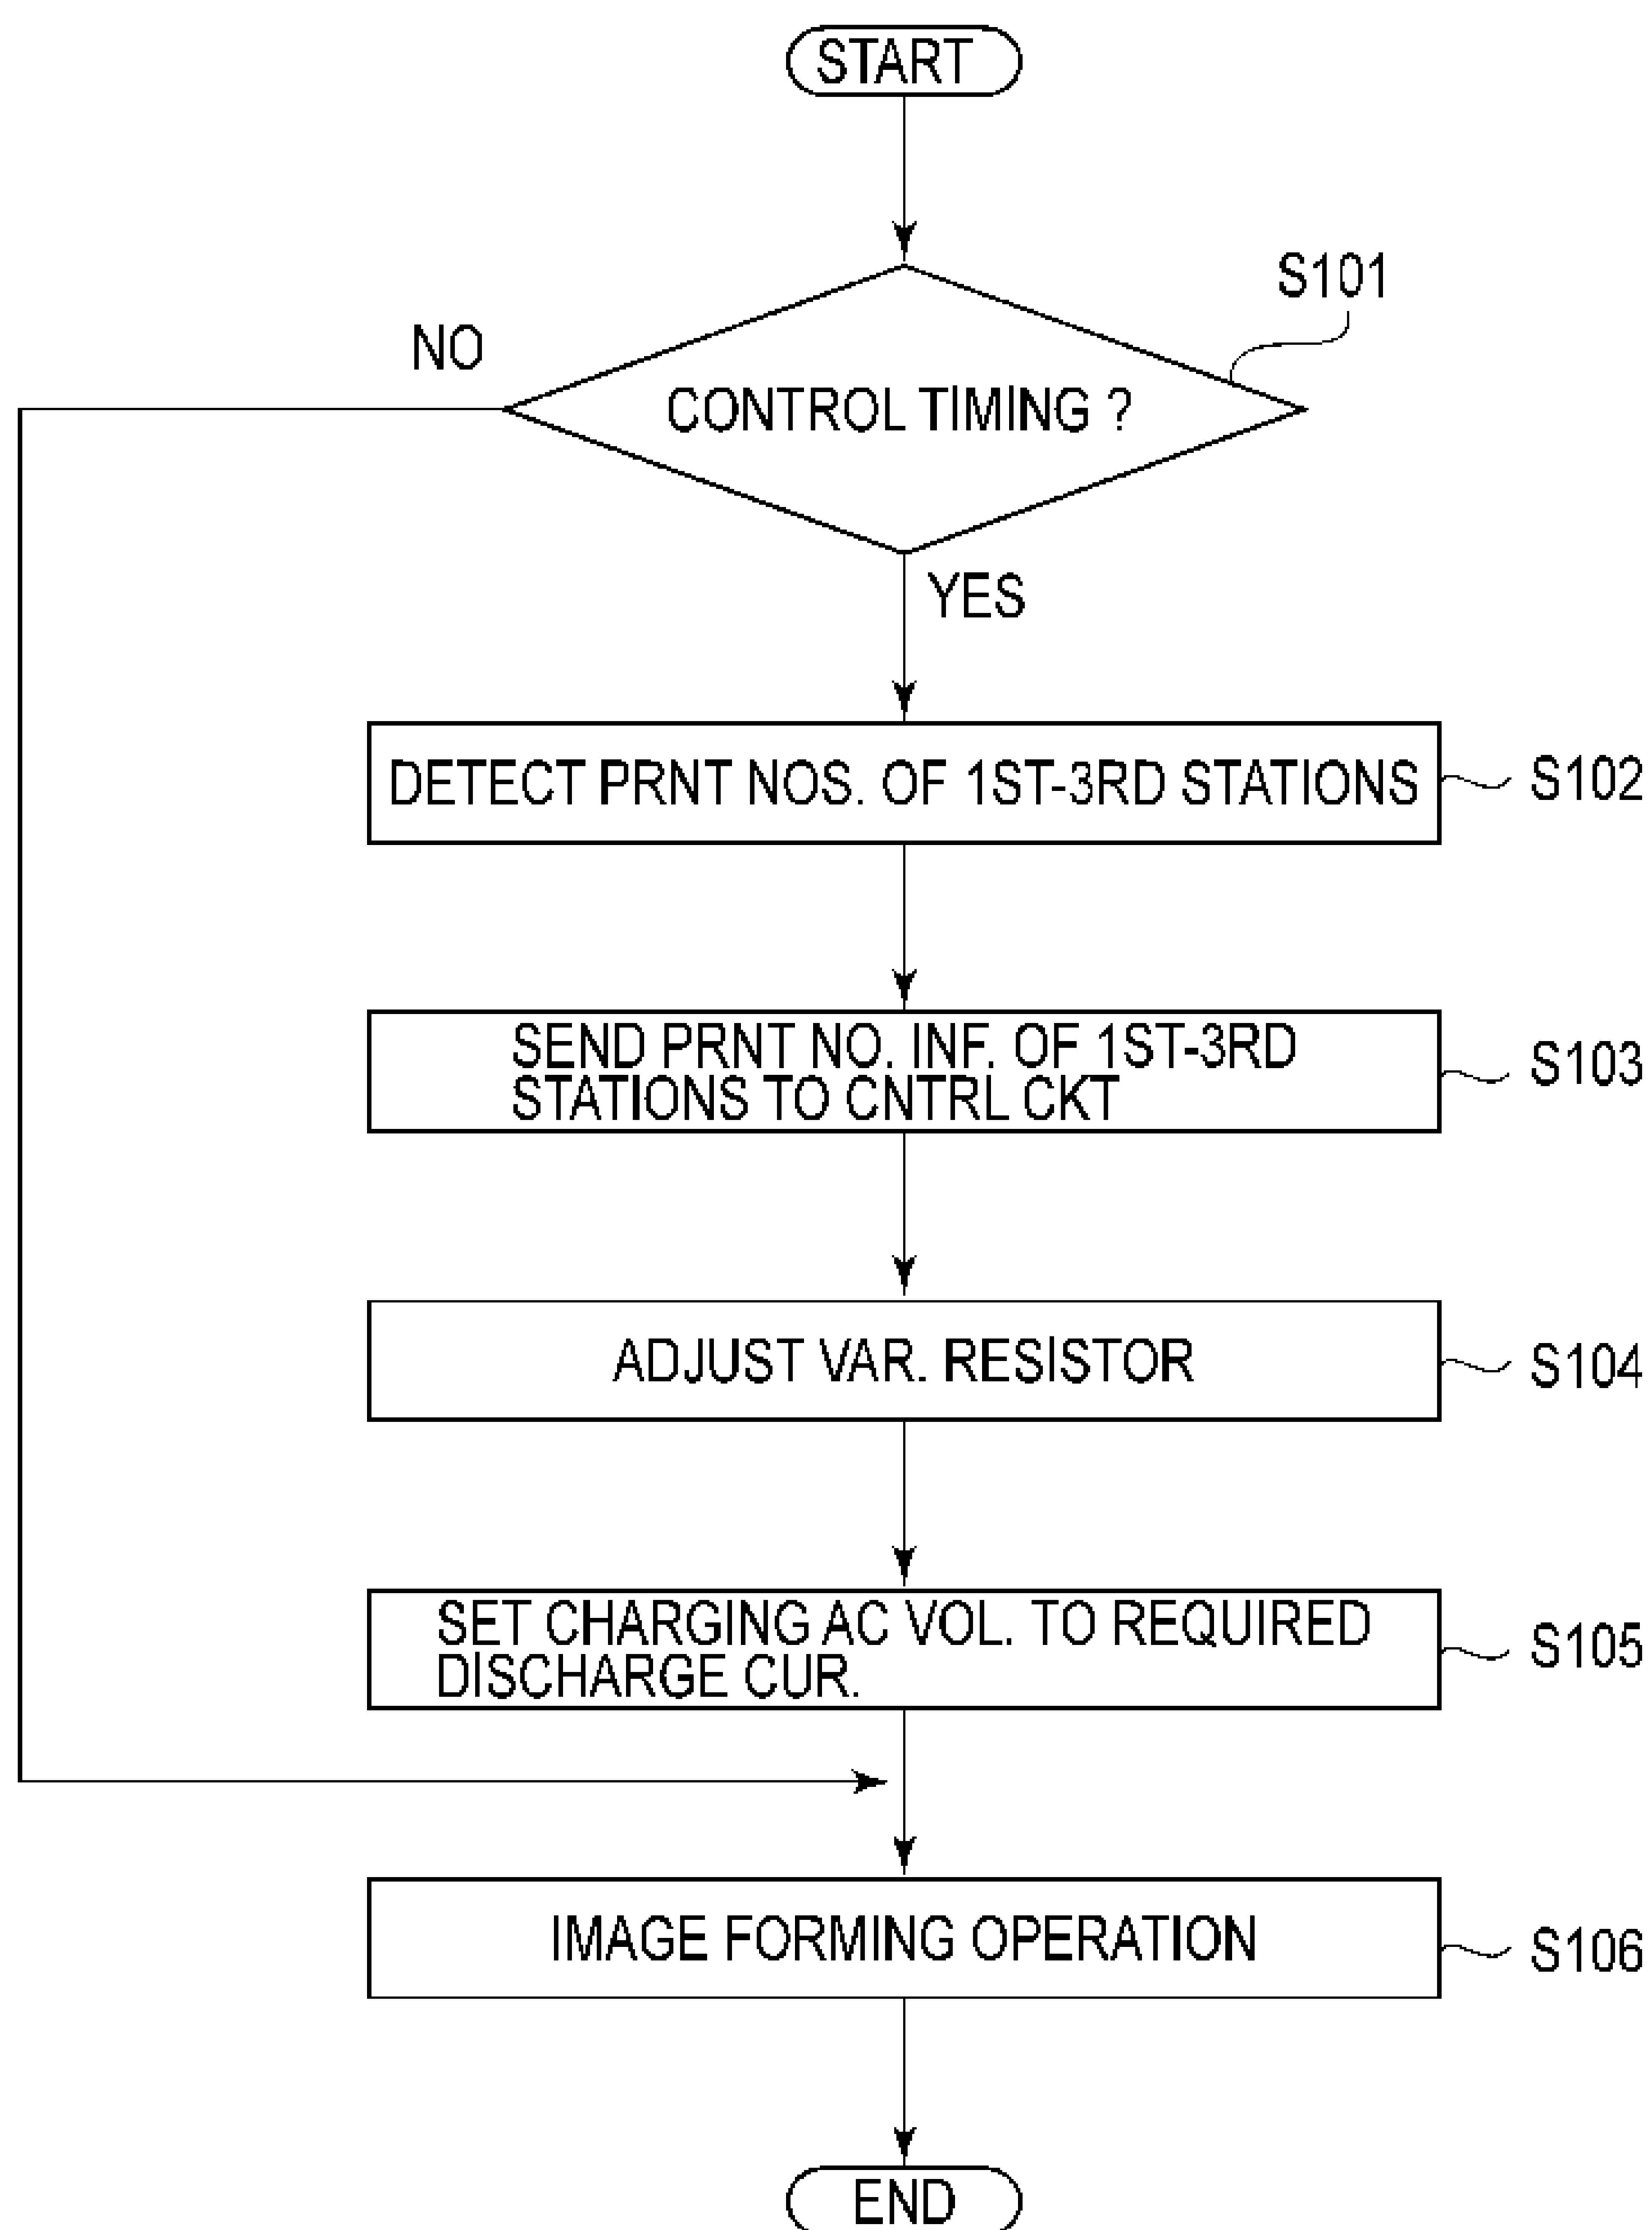 START
S101
NO
CONTROL TIMING ?
YES
DETECT PRNT NOS. OF 1ST-3RD STATIONS
S102
SEND PRNT NO. INF. OF 1ST-3RD
STATIONS TO CNTRL CKT
S103
ADJUST VAR. RESISTOR
S104
SET CHARGING AC VOL. TO REQUIRED
DISCHARGE CUR.
S105
IMAGE FORMING OPERATION
S106
END